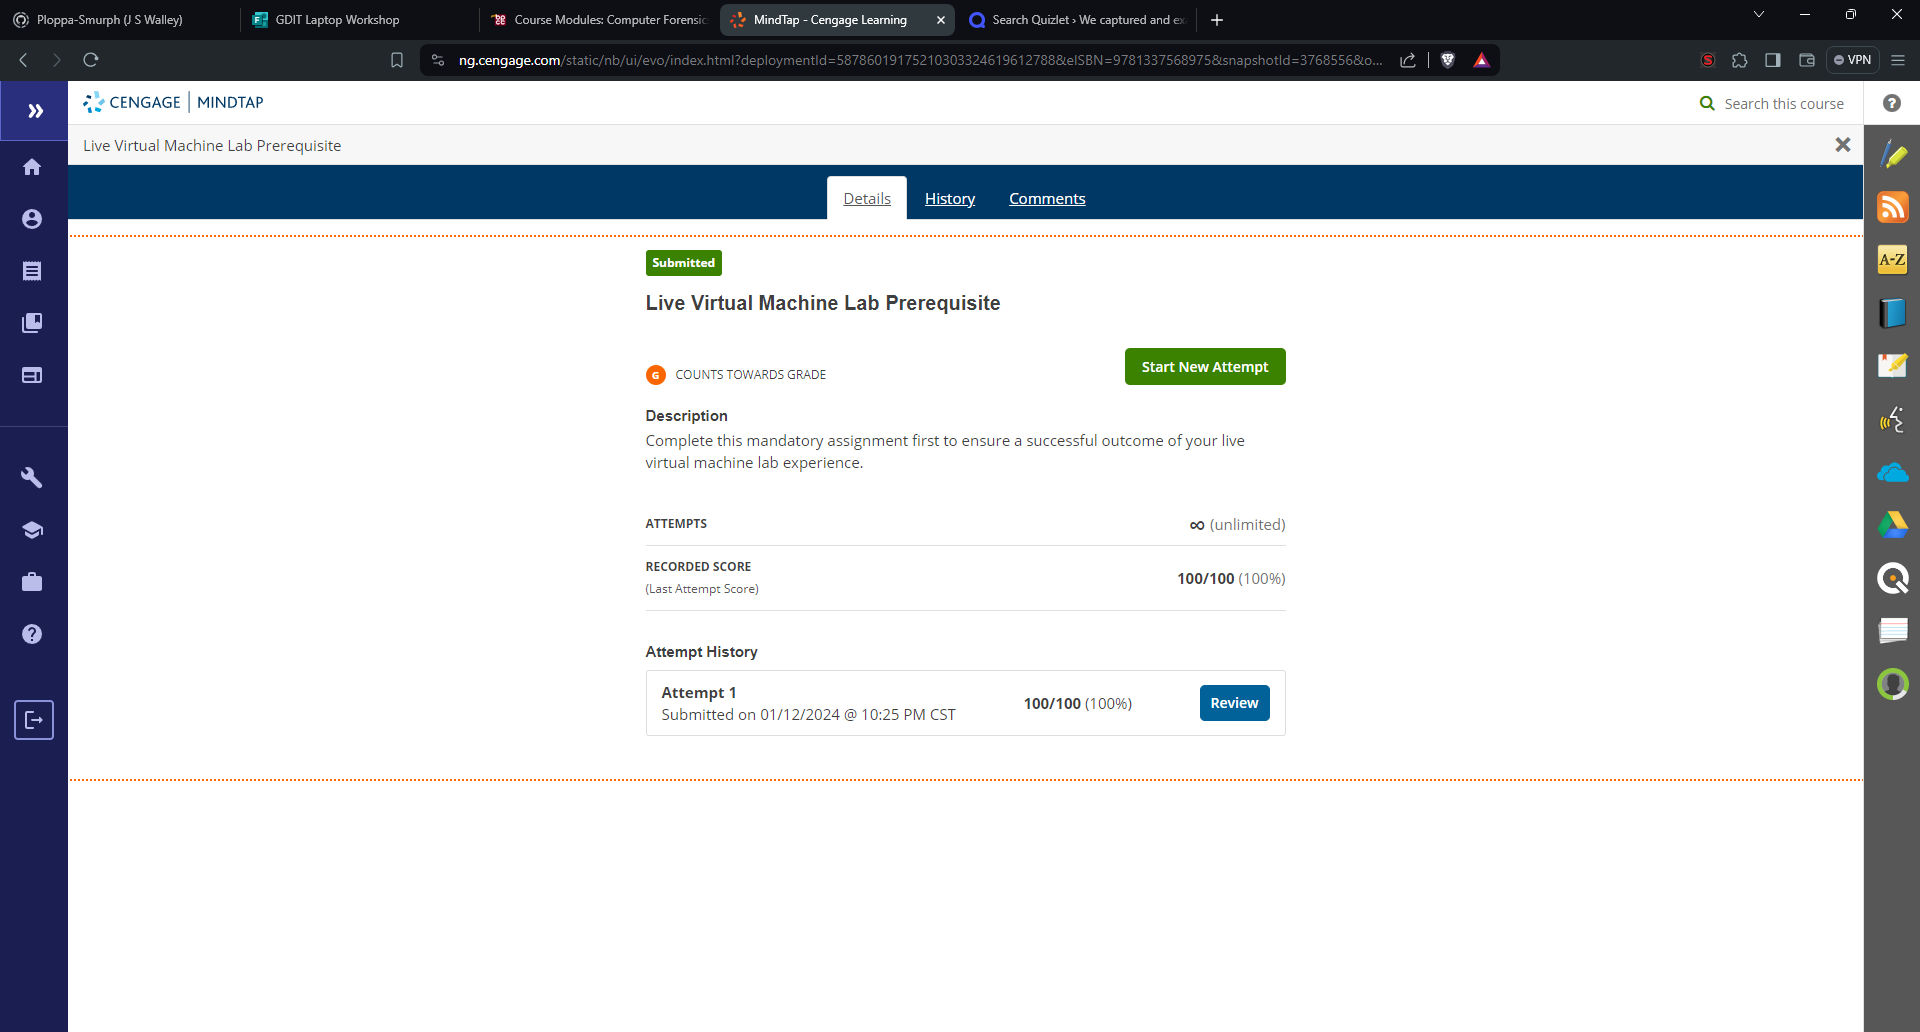 Ploppa-Smurph (J S Walley)
GDIT Laptop Workshop
Course Modules: Computer Forensic
MindTap - Cengage Learning
Search Quizlet › We captured and ex
ng.cengage.com/static/nb/ui/evo/index.html?deploymentId=5878601917521030332461961​2788&eISBN=9781337568975&snapshotId=3768556&o...
VPN
CENGAGE | MINDTAP
Search this course
Live Virtual Machine Lab Prerequisite
Details
History
Comments
A-Z
Submitted
Live Virtual Machine Lab Prerequisite
G COUNTS TOWARDS GRADE
Start New Attempt
Description
Complete this mandatory assignment first to ensure a successful outcome of your live
virtual machine lab experience.
ATTEMPTS
∞ (unlimited)
RECORDED SCORE
(Last Attempt Score)
100/100 (100%)
Attempt History
Attempt 1
Submitted on 01/12/2024 @ 10:25 PM CST
100/100 (100%)
Review